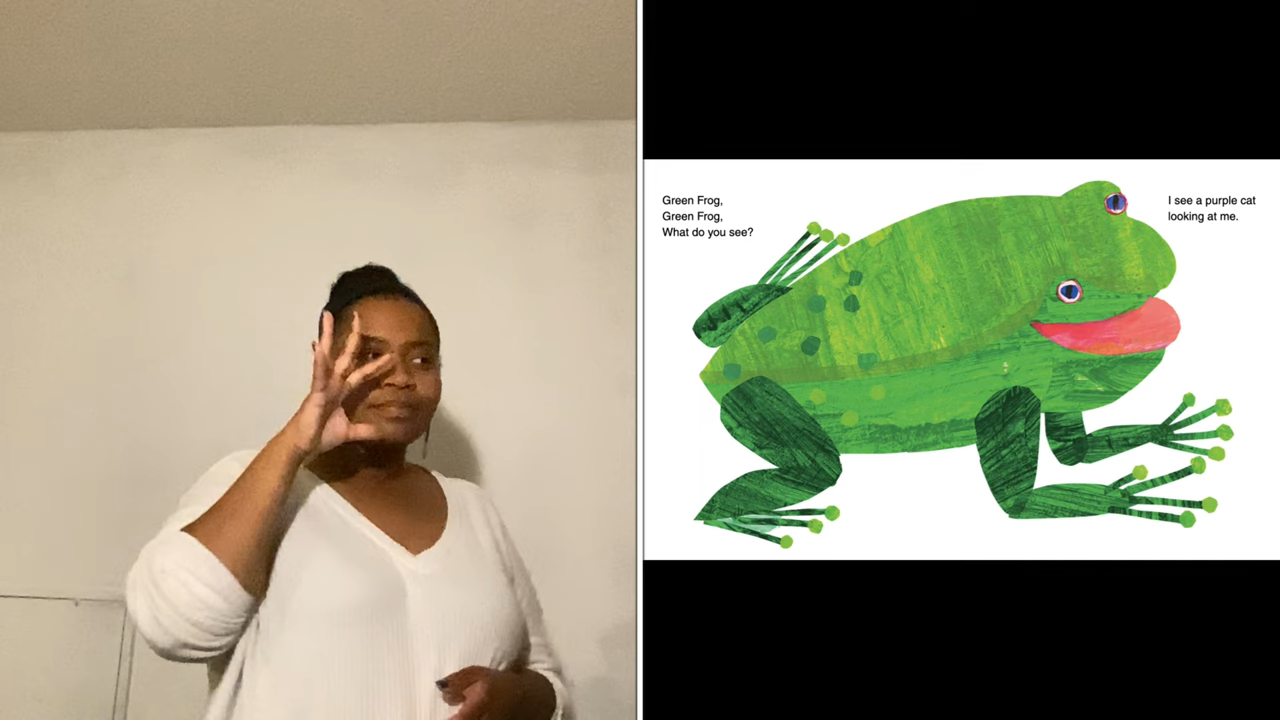 Green Frog,
Green Frog,
What do you see?
I see a purple cat
looking at me.